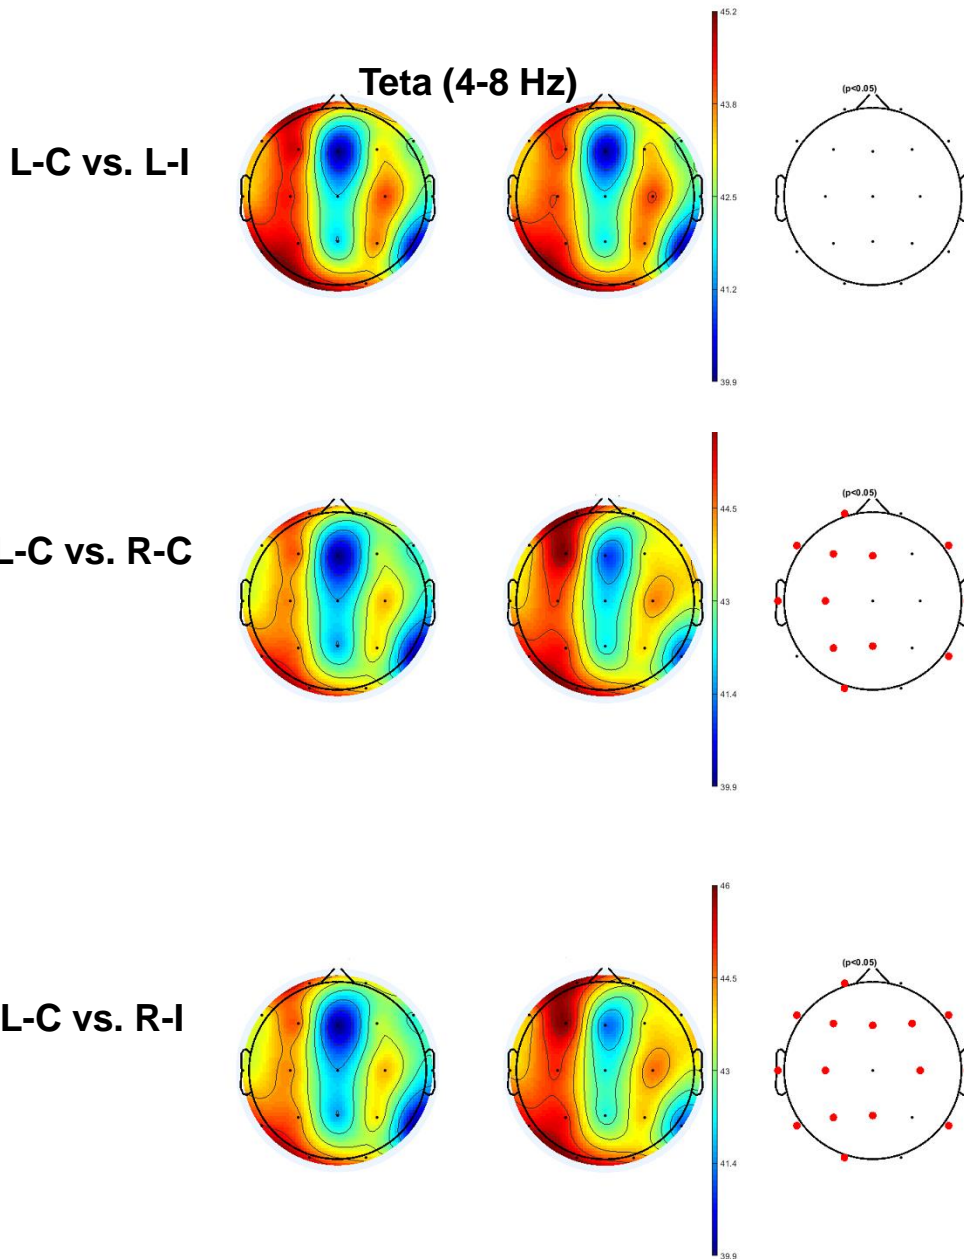 45.2
Teta (4-8 Hz)
(p<0.05)
43.8
L-C vs. L-I
42.5
41.2
39.9
(p<0.05)
44.5
L-C vs. R-C
43
41.4
39.9
46
(p<0.05)
44.5
L-C vs. R-I
43
41.4
39.9